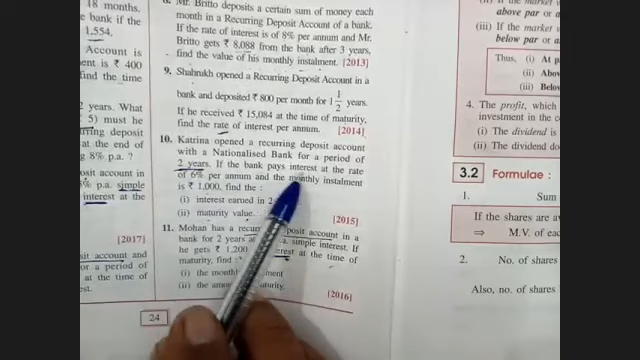 18 months,
e bank if the
1,554.
Account is
ent is ₹ 400
find the time
2 years. What
5) must he
urring deposit
at the end of
g 8% p.a. ?
osit account in
% p.a. simple
interest at the
[2017]
sit account and
or a period of
at the time of
est.
8. Mr. Britto deposits a certain sum of money each
month in a Recurring Deposit Account of a bank.
If the rate of interest is of 8% per annum and Mr.
Britto gets ₹ 8,088 from the bank after 3 years,
find the value of his monthly instalment. [2013]
9. Shahrukh opened a Recurring Deposit Account in a
bank and deposited ₹ 800 per month for 1 1/2 years.
If he received ₹ 15,084 at the time of maturity,
find the rate of interest per annum. [2014]
10. Katrina opened a recurring deposit account
with a Nationalised Bank for a period of
2 years. If the bank pays interest at the rate
of 6% per annum and the monthly instalment
is ₹ 1,000, find the :
(i) interest earned in 2
(ii) maturity value. [2015]
11. Mohan has a recur posit account in a
bank for 2 years a .a. simple interest. If
he gets ₹ 1,200 erest at the time of
maturity, find :
(i) the month ment
(ii) the amo aturity. [2016]
24
If the market
above par or
(iii) If the market
below par or
Thus, (i) At p
(ii) Abov
(iii) Below
4. The profit, which
investment in the c
(i) The dividend is
(ii) The dividend do
3.2 Formulae :
1. Sum
If the shares are av
⇒ M.V. of eac
2. No. of shares
Also, no. of shares